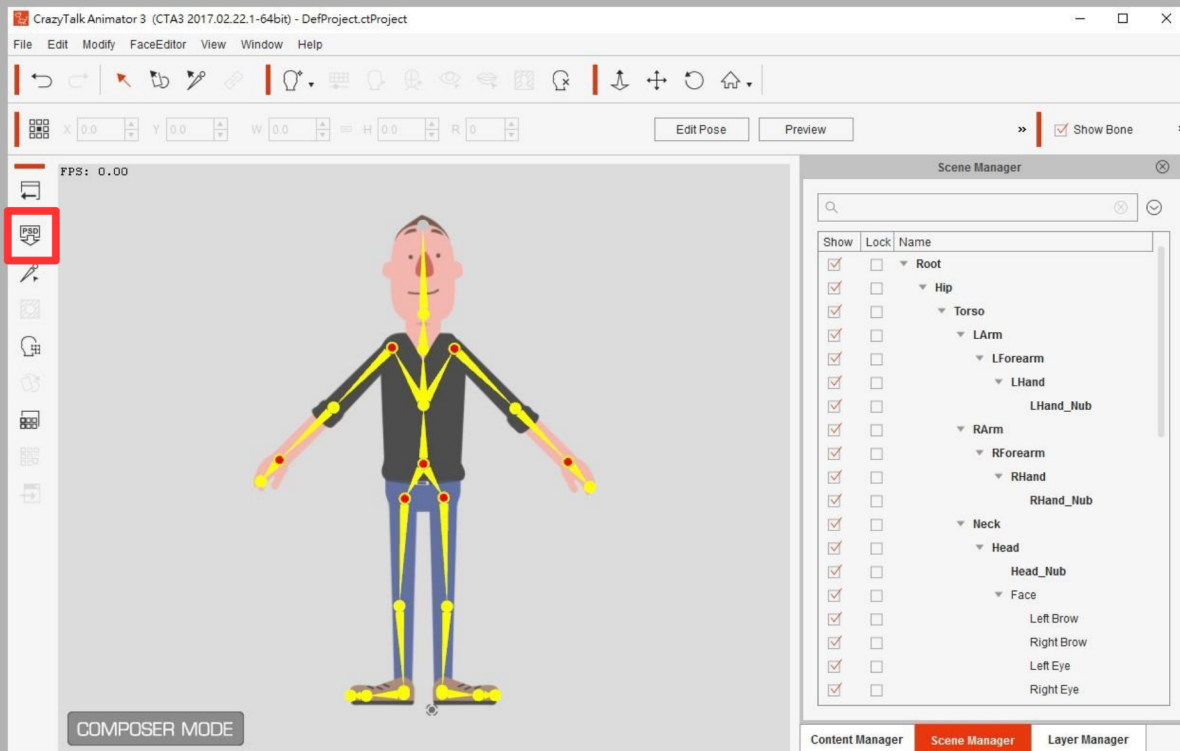 CrazyTalk Animator 3 (CTA3 2017.02.22.1-64bit) - DefProject.ctProject
File Edit Modify FaceEditor View Window Help
X 0.0 Y 0.0 W 0.0 H 0.0 R 0 Edit Pose Preview » Show Bone
FPS: 0.00
Scene Manager
PSD
Show Lock Name
Root
Hip
Torso
LArm
LForearm
LHand
LHand_Nub
RArm
RForearm
RHand
RHand_Nub
Neck
Head
Head_Nub
Face
Left Brow
Right Brow
Left Eye
Right Eye
COMPOSER MODE
Content Manager Scene Manager Layer Manager